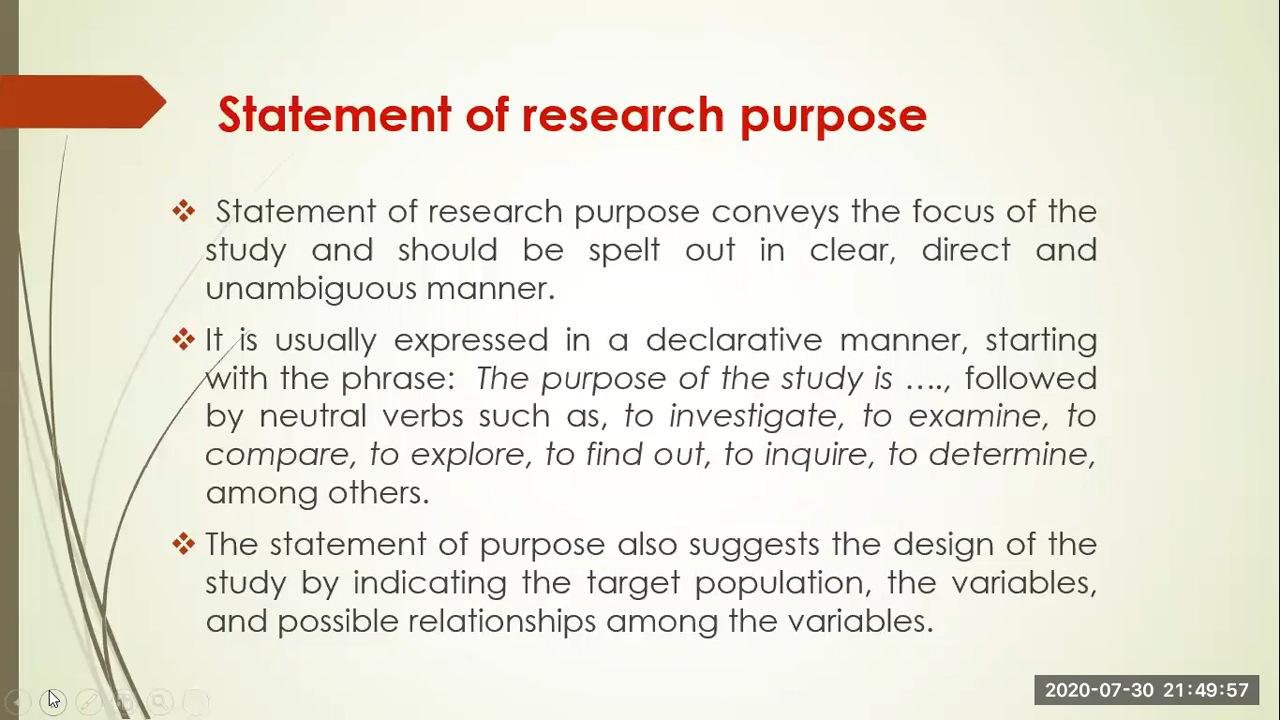 Statement of research purpose
Statement of research purpose conveys the focus of the
study and should be spelt out in clear, direct and
unambiguous manner.
It is usually expressed in a declarative manner, starting
with the phrase: The purpose of the study is …., followed
by neutral verbs such as, to investigate, to examine, to
compare, to explore, to find out, to inquire, to determine,
among others.
The statement of purpose also suggests the design of the
study by indicating the target population, the variables,
and possible relationships among the variables.
2020-07-30 21:49:57